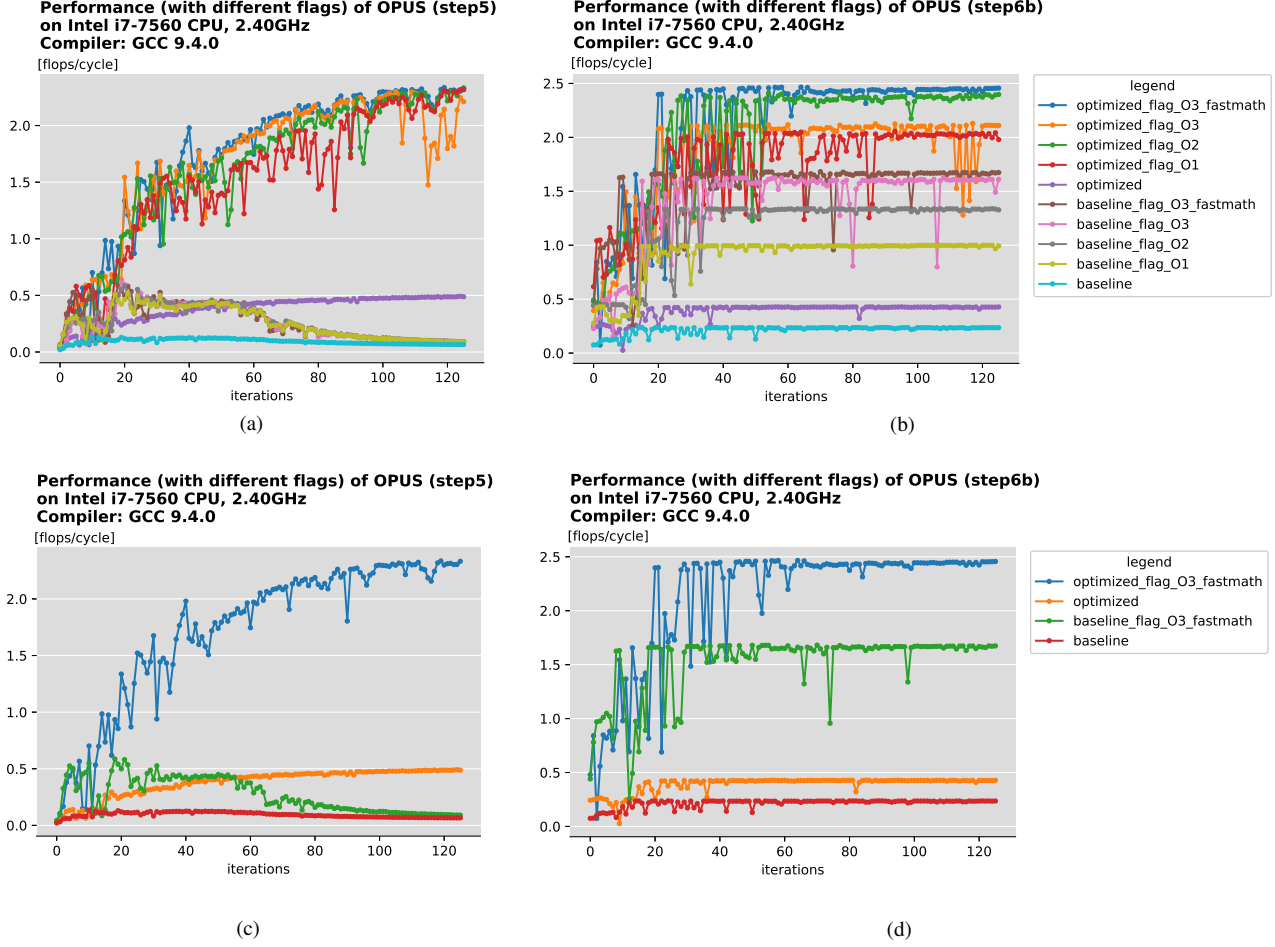 Performance (with different flags) of OPUS (step5)
on Intel i7-7560 CPU, 2.40GHz
Compiler: GCC 9.4.0
[flops/cycle]
2.0
1.5
1.0
0.5
0.0
0 20 40 60 80 100 120
iterations
(a)
Performance (with different flags) of OPUS (step6b)
on Intel i7-7560 CPU, 2.40GHz
Compiler: GCC 9.4.0
[flops/cycle]
2.5
2.0
1.5
1.0
0.5
0.0
0 20 40 60 80 100 120
iterations
(b)
legend
optimized_flag_O3_fastmath
optimized_flag_O3
optimized_flag_O2
optimized_flag_O1
optimized
baseline_flag_O3_fastmath
baseline_flag_O3
baseline_flag_O2
baseline_flag_O1
baseline
Performance (with different flags) of OPUS (step5)
on Intel i7-7560 CPU, 2.40GHz
Compiler: GCC 9.4.0
[flops/cycle]
2.0
1.5
1.0
0.5
0.0
0 20 40 60 80 100 120
iterations
(c)
Performance (with different flags) of OPUS (step6b)
on Intel i7-7560 CPU, 2.40GHz
Compiler: GCC 9.4.0
[flops/cycle]
2.5
2.0
1.5
1.0
0.5
0.0
0 20 40 60 80 100 120
iterations
(d)
legend
optimized_flag_O3_fastmath
optimized
baseline_flag_O3_fastmath
baseline